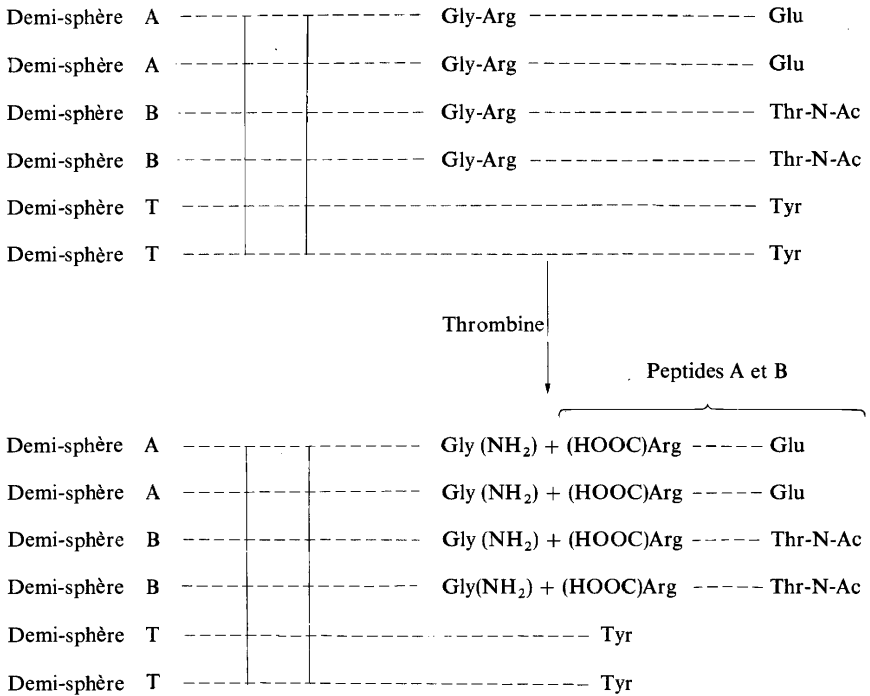 Demi-sphère A Gly-Arg Glu
Demi-sphère A Gly-Arg Glu
Demi-sphère B Gly-Arg Thr-N-Ac
Demi-sphère B Gly-Arg Thr-N-Ac
Demi-sphère T Tyr
Demi-sphère T Tyr
Thrombine
Peptides A et B
Demi-sphère A Gly (NH₂) + (HOOC)Arg Glu
Demi-sphère A Gly (NH₂) + (HOOC)Arg Glu
Demi-sphère B Gly (NH₂) + (HOOC)Arg Thr-N-Ac
Demi-sphère B Gly(NH₂) + (HOOC)Arg Thr-N-Ac
Demi-sphère T Tyr
Demi-sphère T Tyr